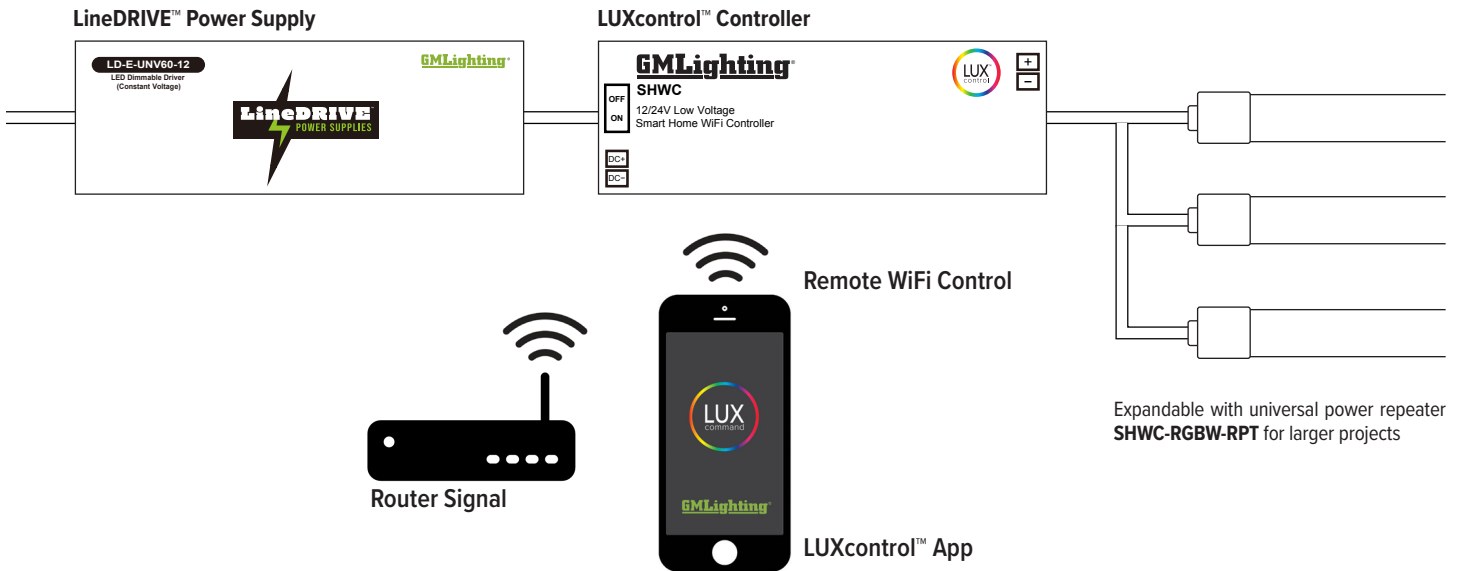 LineDRIVE™ Power Supply
LUXcontrol™ Controller
LD-E-UNV60-12
LED Dimmable Driver
(Constant Voltage)
GMLighting®
LineDRIVE™
POWER SUPPLIES
OFF
ON
GMLighting®
SHWC
12/24V Low Voltage
Smart Home WiFi Controller
DC+
DC−
LUX™
control
+
−
Remote WiFi Control
LUX
command
GMLighting®
Router Signal
LUXcontrol™ App
Expandable with universal power repeater
SHWC-RGBW-RPT for larger projects